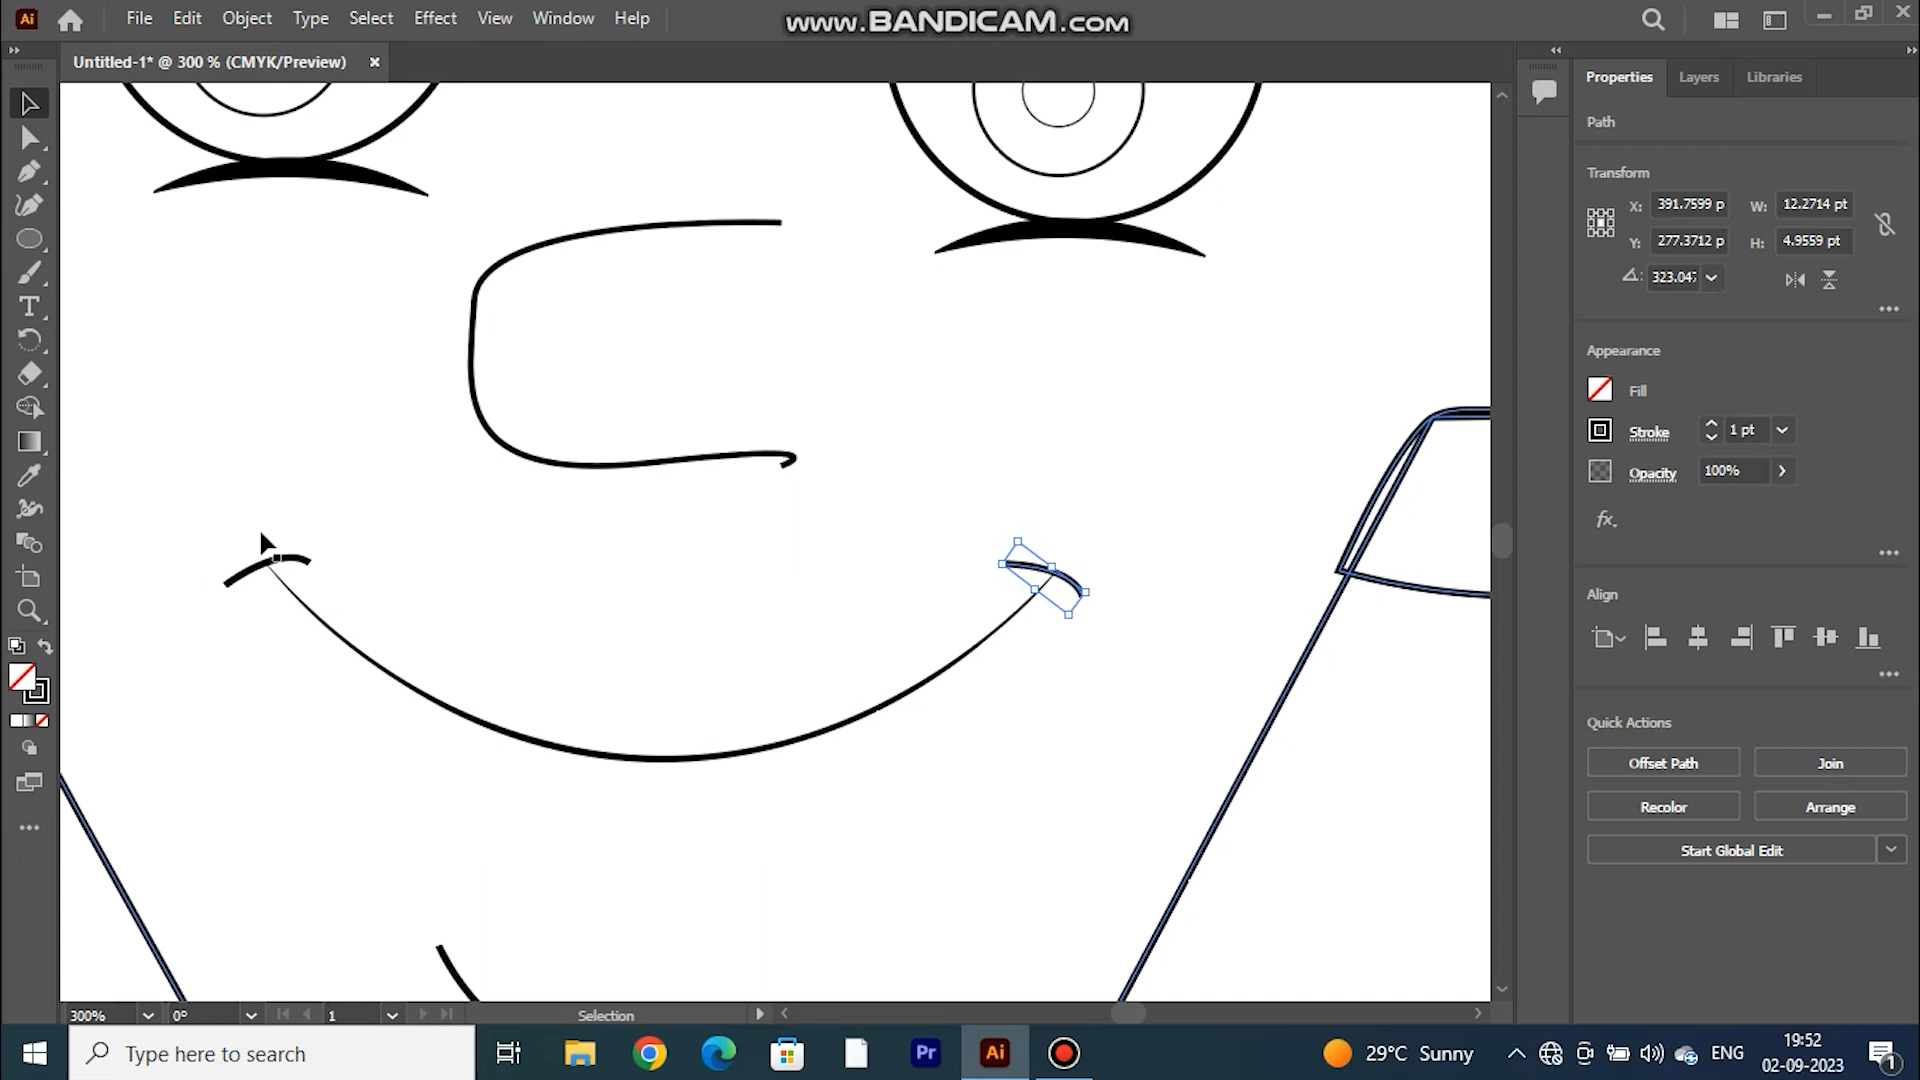 Ai File Edit Object Type Select Effect View Window Help
www.BANDICAM.com
Untitled-1* @ 300 % (CMYK/Preview)
Properties Layers Libraries
Path
Transform
X: 391.7599 p W: 12.2714 pt
Y: 277.3712 p H: 4.9559 pt
Appearance
Fill
Stroke 1 pt
Opacity 100%
fx.
Align
Quick Actions
Offset Path Join
Recolor Arrange
Start Global Edit
300% 0° 1 Selection
Type here to search
Pr Ai
29°C Sunny
ENG
19:52
02-09-2023
1